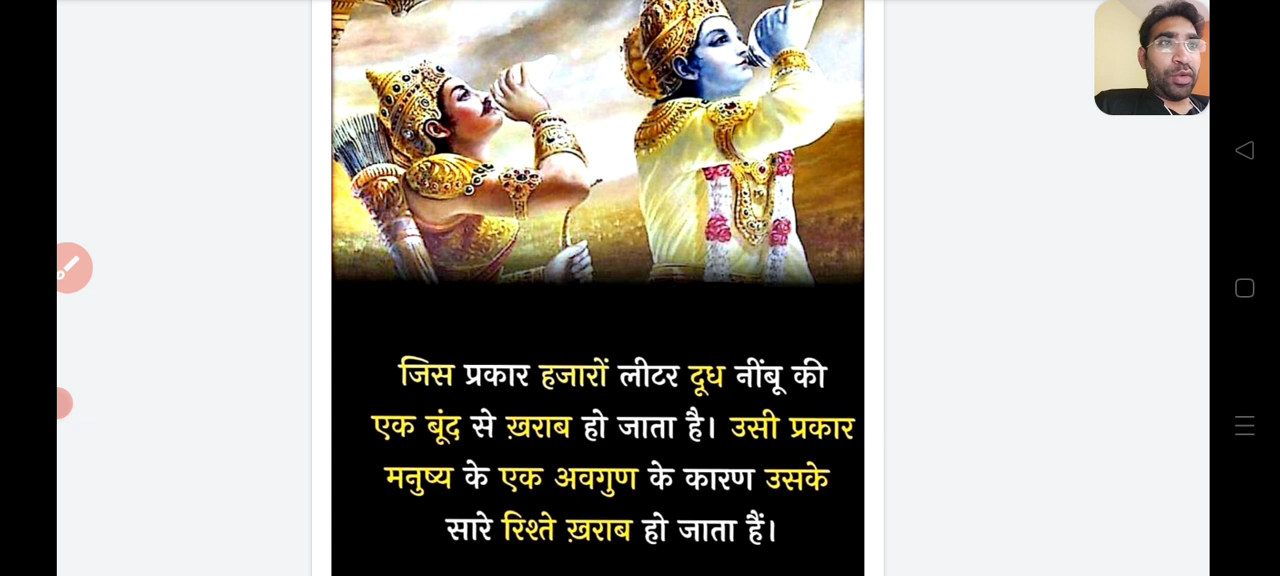 जिस प्रकार हजारों लीटर दूध नींबू की
एक बूंद से ख़राब हो जाता है। उसी प्रकार
मनुष्य के एक अवगुण के कारण उसके
सारे रिश्ते ख़राब हो जाता हैं।